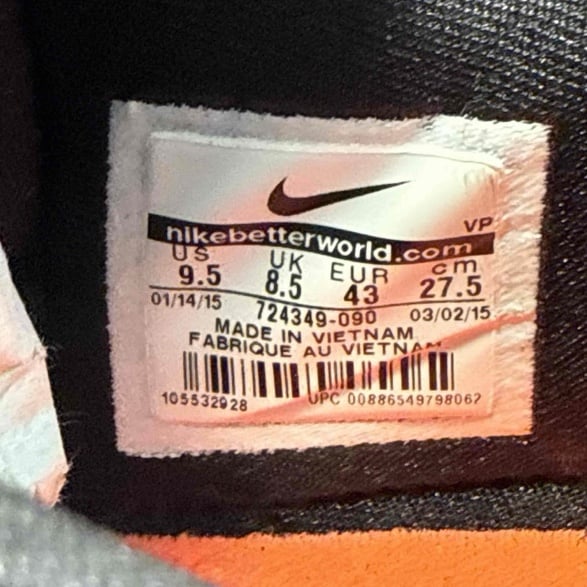 VP
nikebetterworld.com
US UK EUR cm
9.5 8.5 43 27.5
01/14/15 724349-090 03/02/15
MADE IN VIETNAM
FABRIQUE AU VIETNAM
105532928 UPC 00886549798062